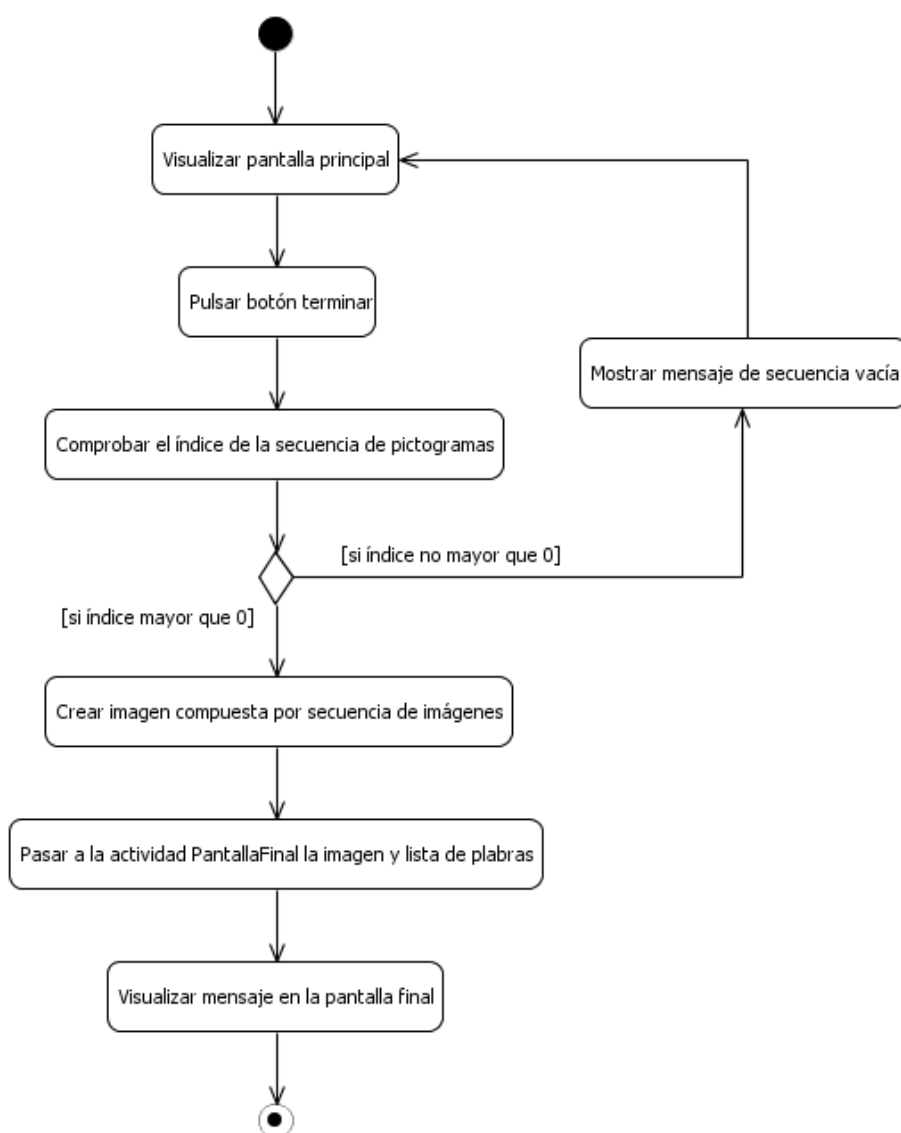 Visualizar pantalla principal
Pulsar botón terminar
Mostrar mensaje de secuencia vacía
Comprobar el índice de la secuencia de pictogramas
[si índice no mayor que 0]
[si índice mayor que 0]
Crear imagen compuesta por secuencia de imágenes
Pasar a la actividad PantallaFinal la imagen y lista de plabras
Visualizar mensaje en la pantalla final